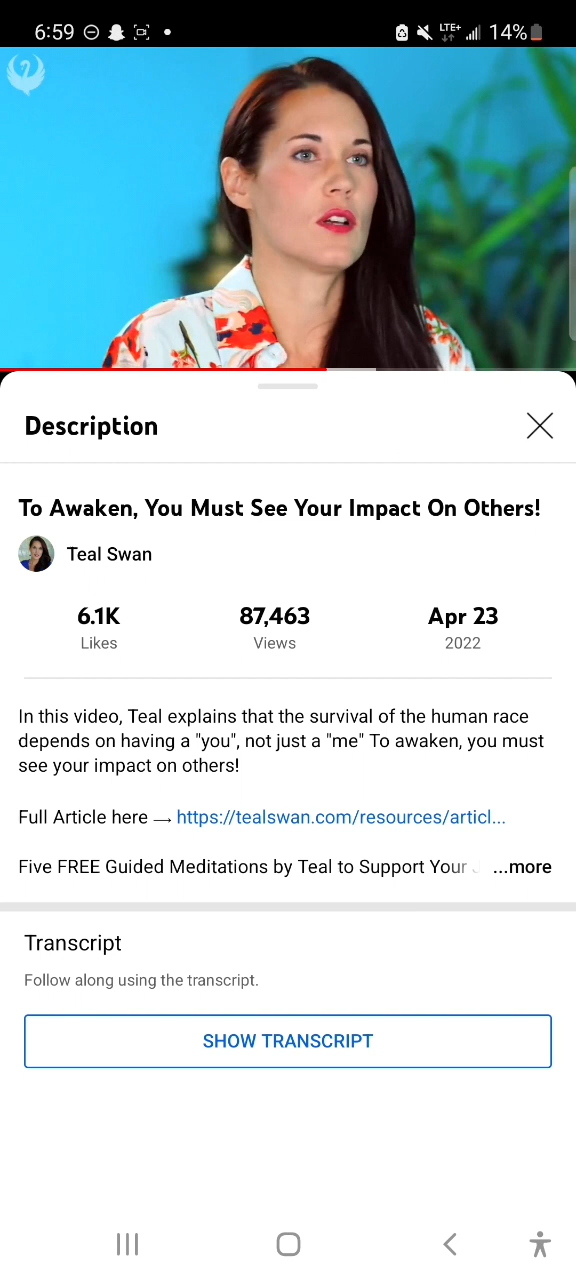 6:59
LTE+
14%
Description
To Awaken, You Must See Your Impact On Others!
Teal Swan
6.1K 87,463 Apr 23
Likes Views 2022
In this video, Teal explains that the survival of the human race
depends on having a "you", not just a "me" To awaken, you must
see your impact on others!
Full Article here → https://tealswan.com/resources/articl...
Five FREE Guided Meditations by Teal to Support Your ...more
Transcript
Follow along using the transcript.
SHOW TRANSCRIPT